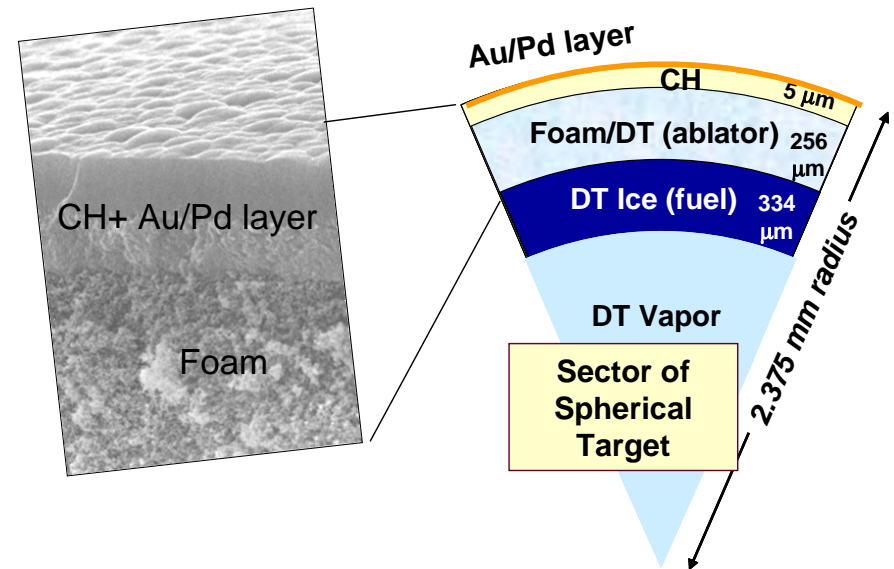 Au/Pd layer
CH
5 μm
Foam/DT (ablator)
256
μm
DT Ice (fuel)
334
μm
DT Vapor
Sector of
Spherical
Target
2.375 mm radius
CH+ Au/Pd layer
Foam